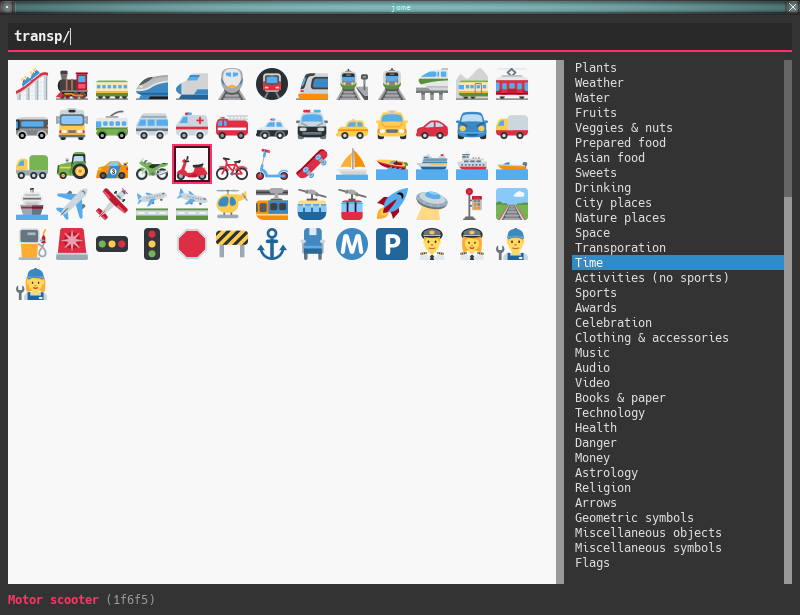 jome
transp/
Plants
Weather
Water
Fruits
Veggies & nuts
Prepared food
Asian food
Sweets
Drinking
City places
Nature places
Space
Transporation
Time
Activities (no sports)
Sports
Awards
Celebration
Clothing & accessories
Music
Audio
Video
Books & paper
Technology
Health
Danger
Money
Astrology
Religion
Arrows
Geometric symbols
Miscellaneous objects
Miscellaneous symbols
Flags
M P
Motor scooter (1f6f5)